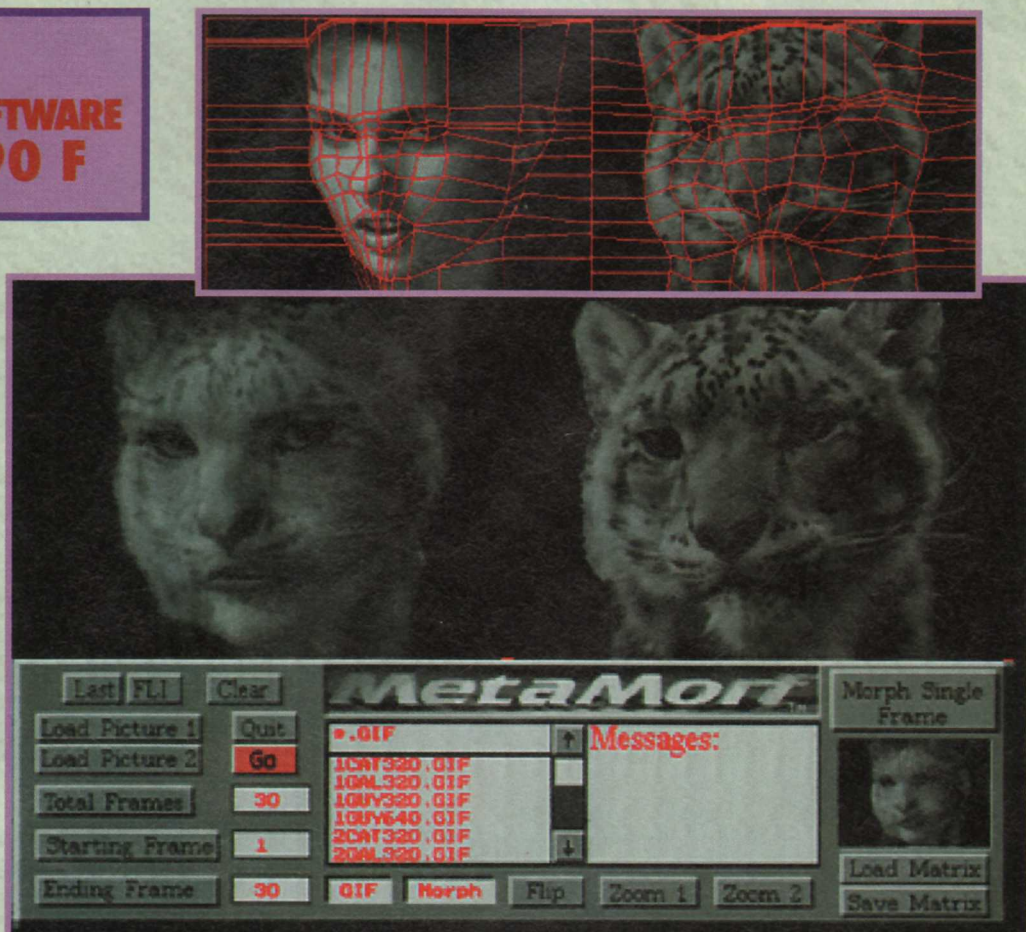 FTWARE
90 F
Last FLI Clear
MetaMorf™
Morph Single
Frame
Load Picture 1 Quit
Load Picture 2 Go
*.GIF
Messages:
1CAT320.GIF
1GAL320.GIF
1GUY320.GIF
1GUY640.GIF
2CAT320.GIF
2GAL320.GIF
Total Frames 30
Starting Frame 1
Ending Frame 30
GIF Morph Flip Zoom 1 Zoom 2
Load Matrix
Save Matrix